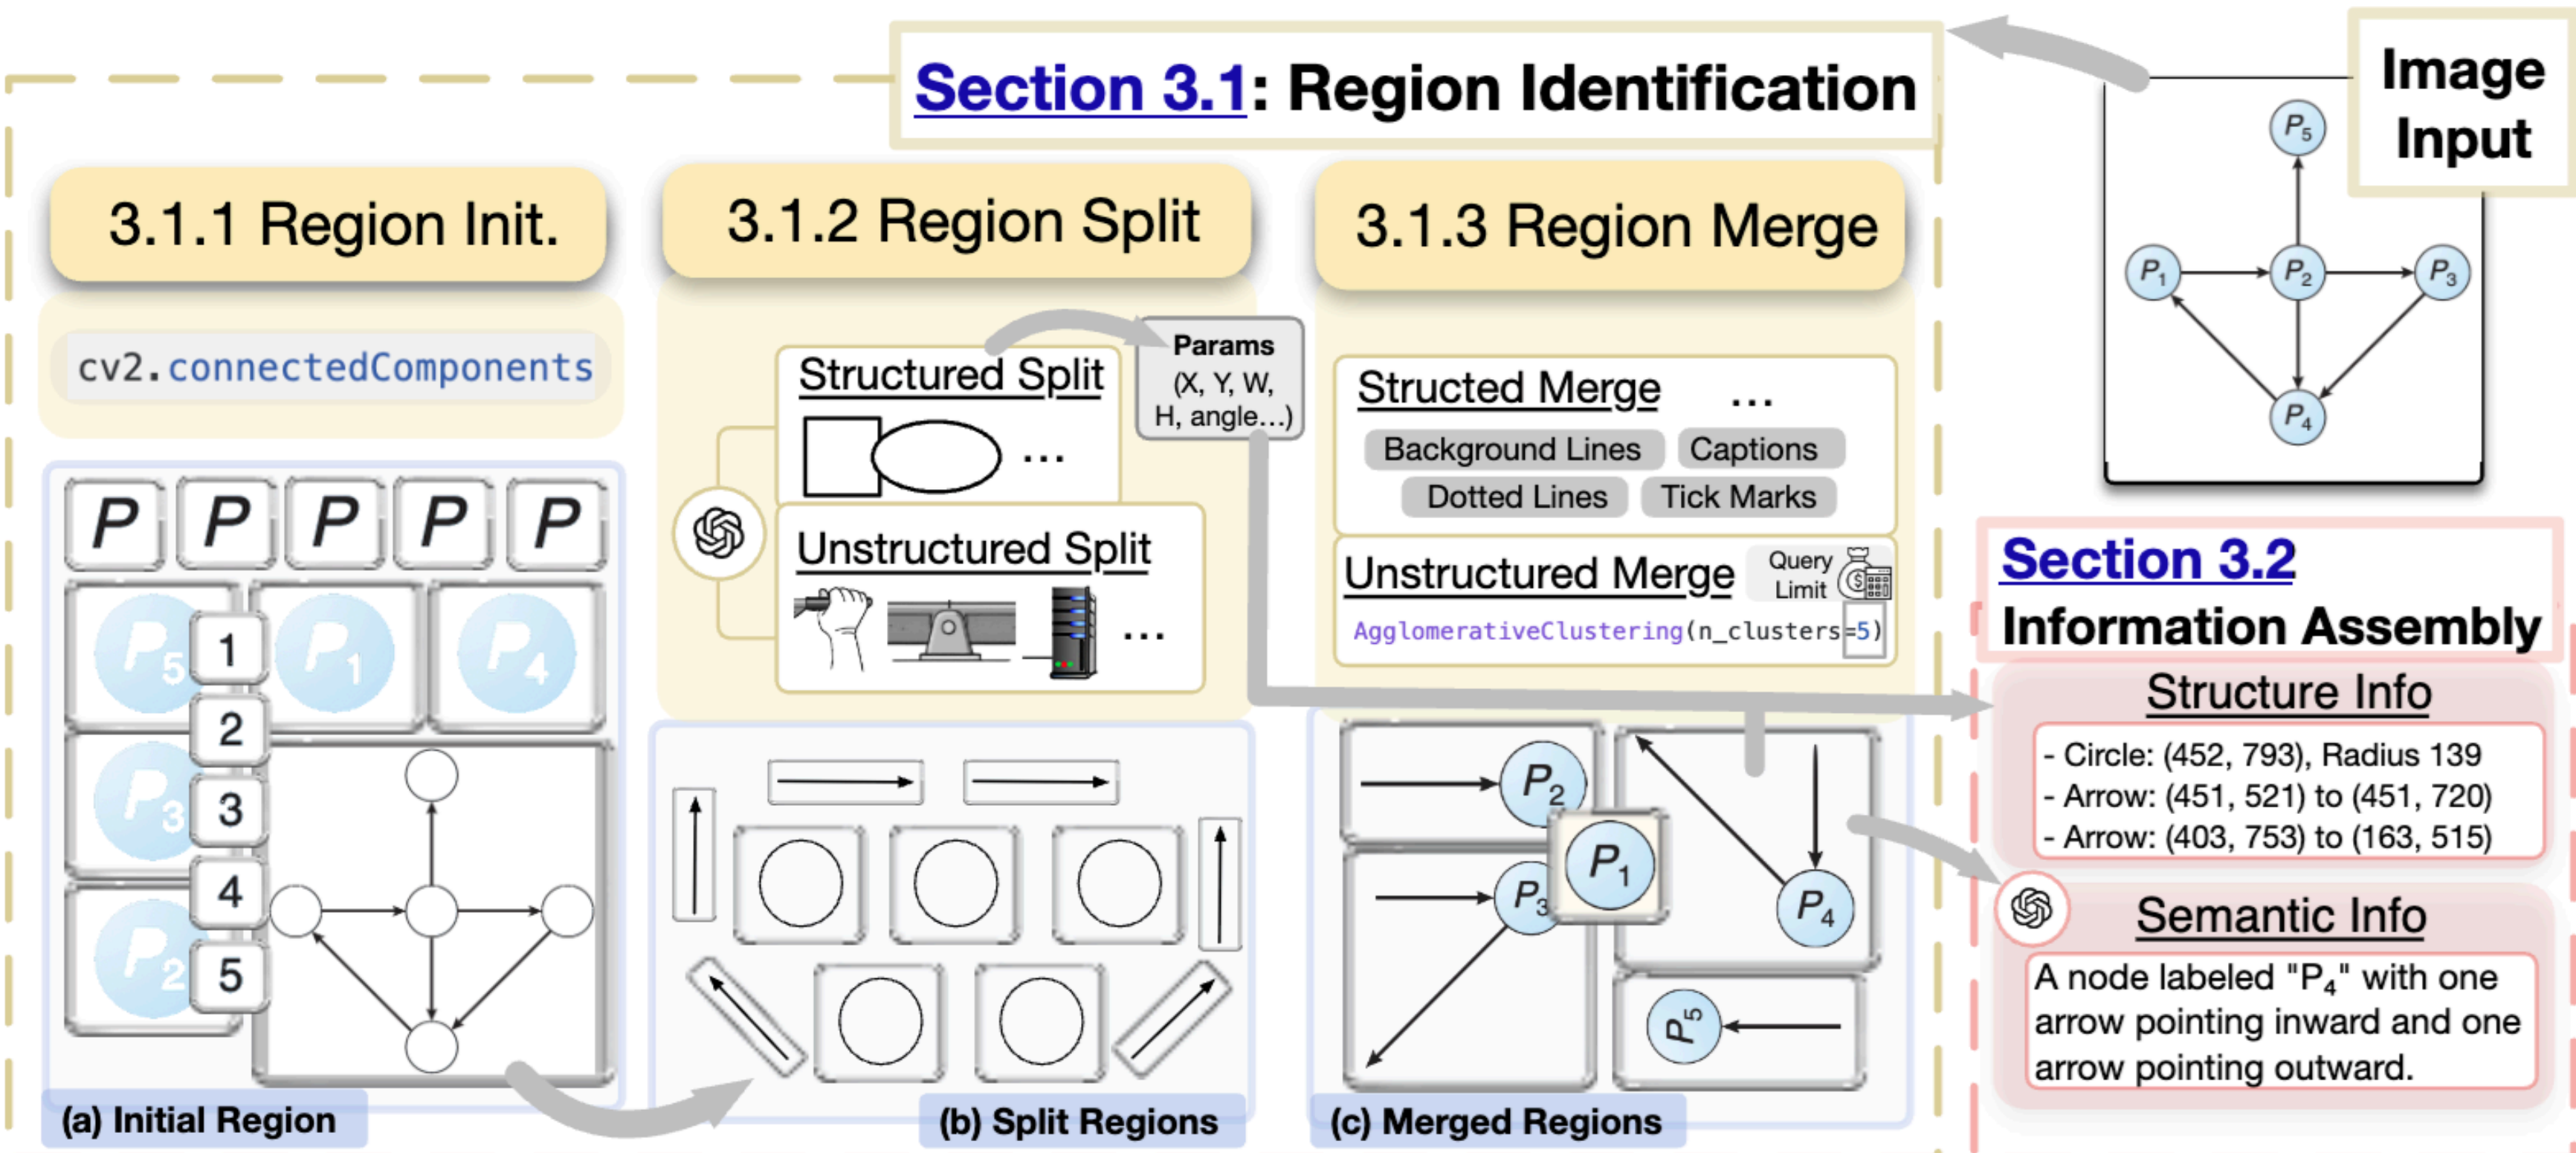 Section 3.1: Region Identification
Image
Input
P5
P1
P2
P3
P4
3.1.1 Region Init.
cv2.connectedComponents
P P P P P
P5
P1
P4
P3
P2
1
2
3
4
5
(a) Initial Region
3.1.2 Region Split
Structured Split
...
Params
(X, Y, W,
H, angle...)
Unstructured Split
...
(b) Split Regions
3.1.3 Region Merge
Structed Merge ...
Background Lines Captions
Dotted Lines Tick Marks
Unstructured Merge
Query
Limit
AgglomerativeClustering(n_clusters=5)
P2
P1
P3
P4
P5
(c) Merged Regions
Section 3.2
Information Assembly
Structure Info
- Circle: (452, 793), Radius 139
- Arrow: (451, 521) to (451, 720)
- Arrow: (403, 753) to (163, 515)
Semantic Info
A node labeled "P4" with one
arrow pointing inward and one
arrow pointing outward.